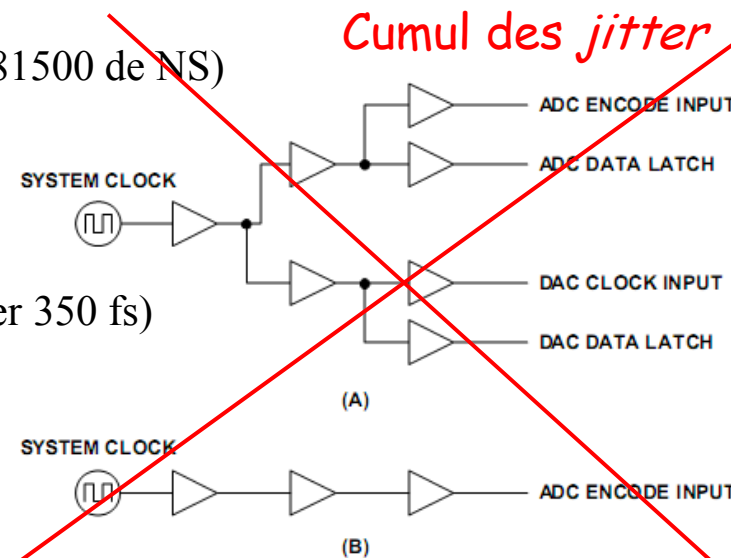 Cumul des jitter
81500 de NS)
ADC ENCODE INPUT
ADC DATA LATCH
SYSTEM CLOCK
DAC CLOCK INPUT
er 350 fs)
DAC DATA LATCH
(A)
SYSTEM CLOCK
ADC ENCODE INPUT
(B)